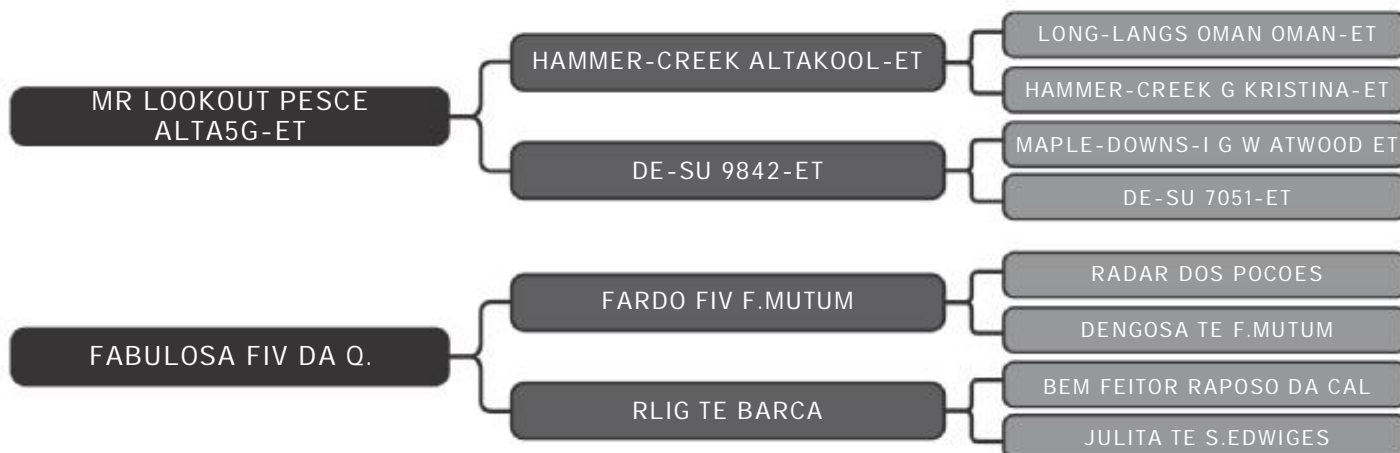 LONG-LANGS OMAN OMAN-ET
HAMMER-CREEK ALTAKOOL-ET
HAMMER-CREEK G KRISTINA-ET
MR LOOKOUT PESCE
ALTA5G-ET
MAPLE-DOWNS-I G W ATWOOD ET
DE-SU 9842-ET
DE-SU 7051-ET
RADAR DOS POCOES
FARDO FIV F.MUTUM
DENGOSA TE F.MUTUM
FABULOSA FIV DA Q.
BEM FEITOR RAPOSO DA CAL
RLIG TE BARCA
JULITA TE S.EDWIGES